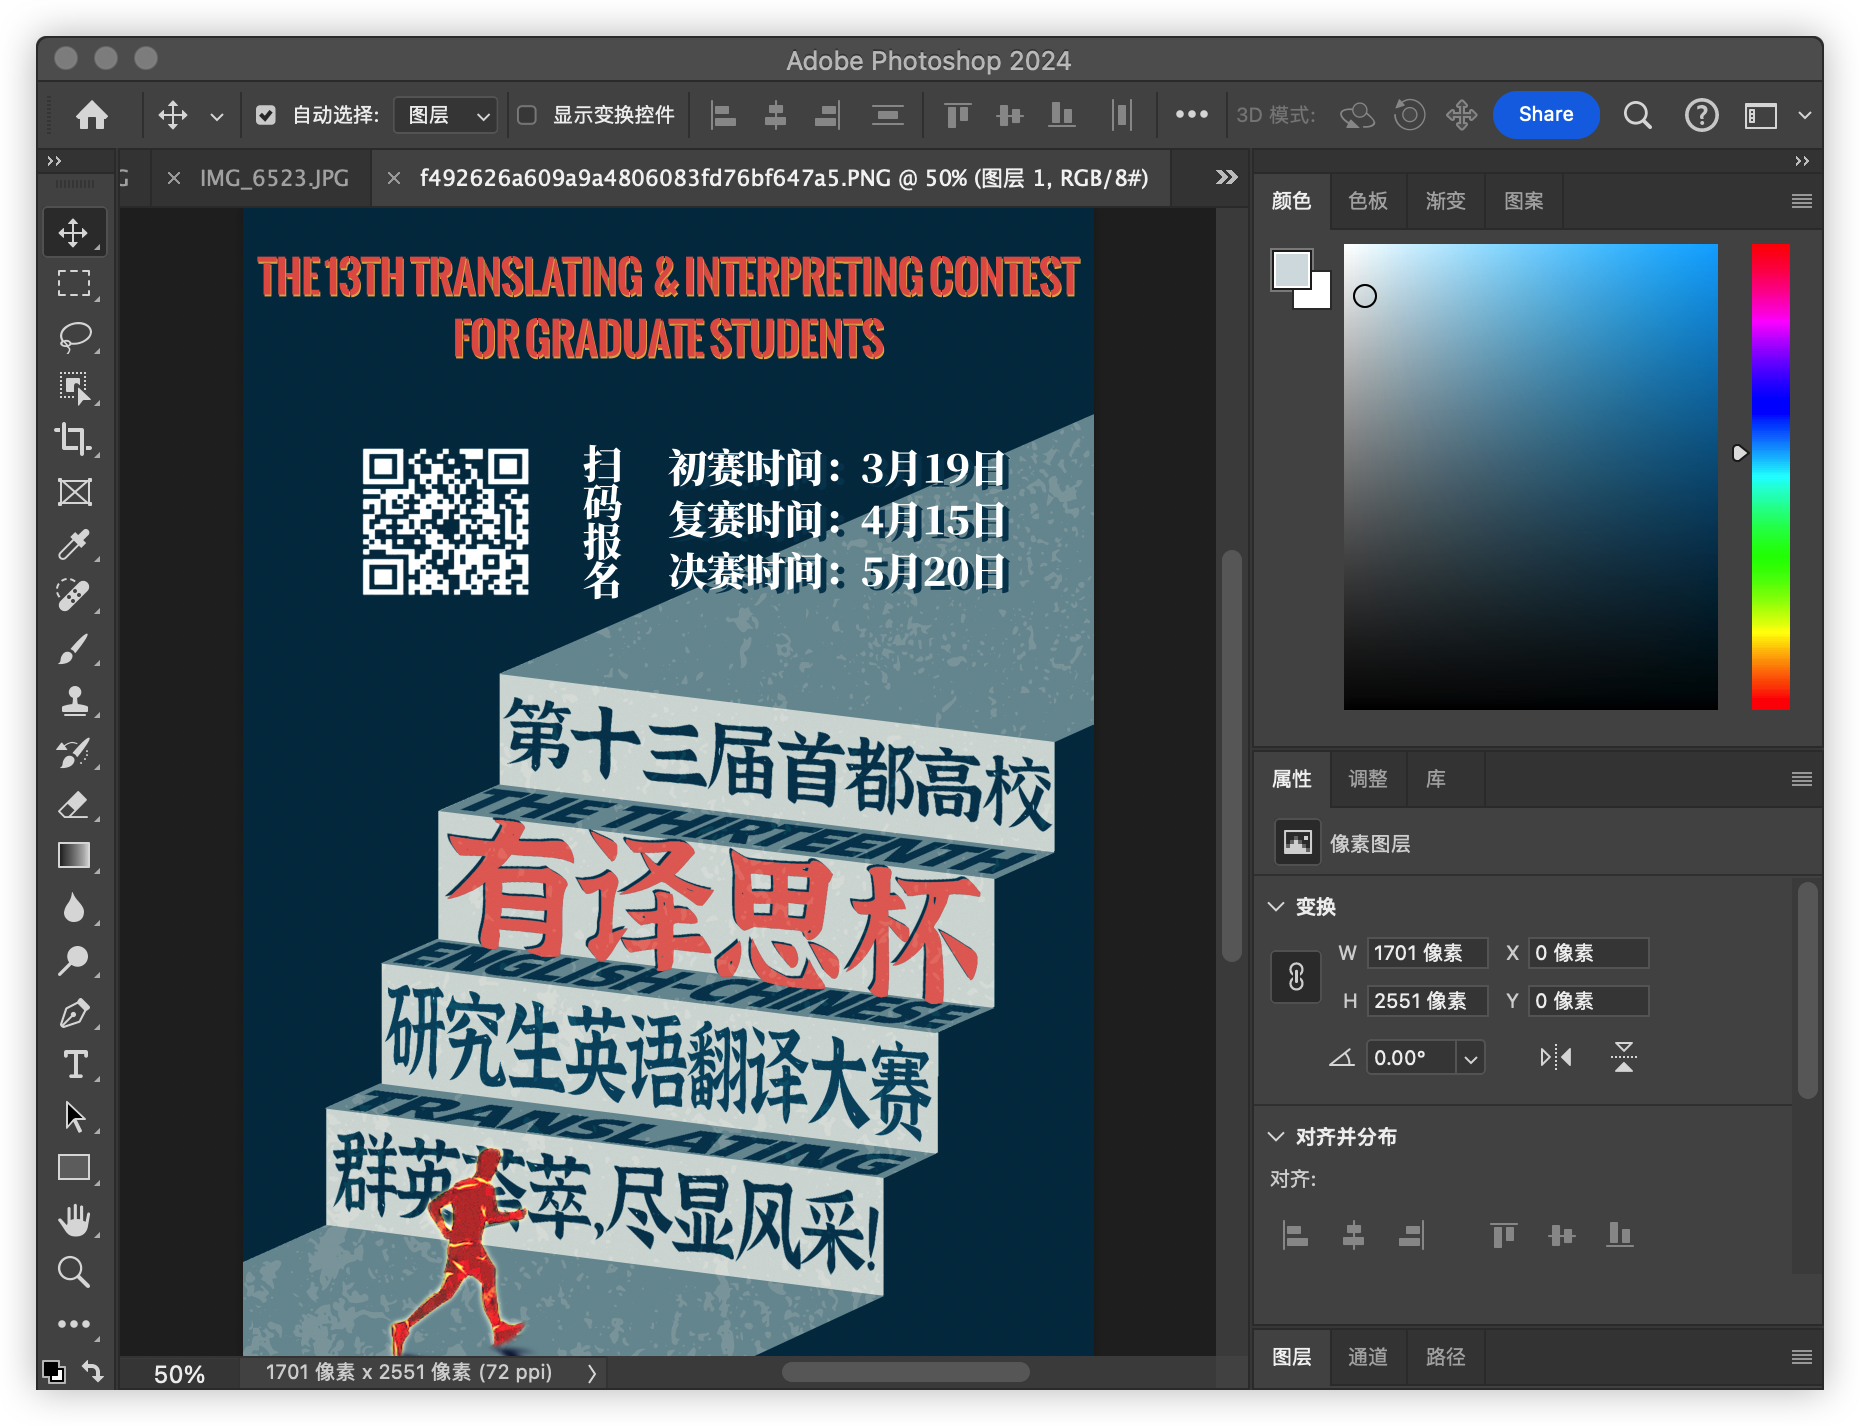 Adobe Photoshop 2024
自动选择:
图层
显示变换控件
3D 模式:
Share
G
IMG_6523.JPG
f492626a609a9a4806083fd76bf647a5.PNG @ 50% (图层 1, RGB/8#)
THE 13TH TRANSLATING & INTERPRETING CONTEST
FOR GRADUATE STUDENTS
扫码报名
初赛时间：3月19日
复赛时间：4月15日
决赛时间：5月20日
第十三届首都高校
THE THIRTEENTH
有译思杯
ENGLISH-CHINESE
研究生英语翻译大赛
TRANSLATING
群英荟萃,尽显风采!
50%
1701 像素 x 2551 像素 (72 ppi)
颜色
色板
渐变
图案
属性
调整
库
像素图层
变换
W 1701 像素 X 0 像素
H 2551 像素 Y 0 像素
0.00°
对齐并分布
对齐:
图层
通道
路径